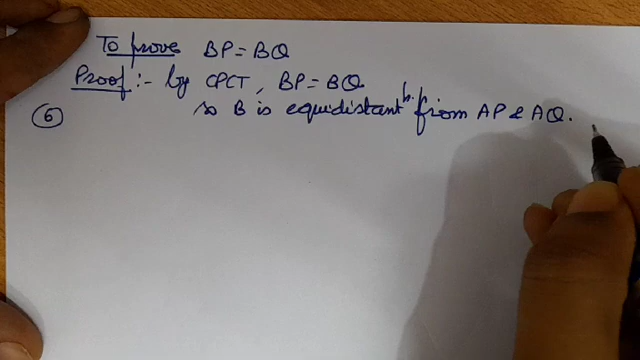 To prove BP = BQ
Proof :- by CPCT, BP = BQ
so B is equidistant from AP & AQ.
(6)